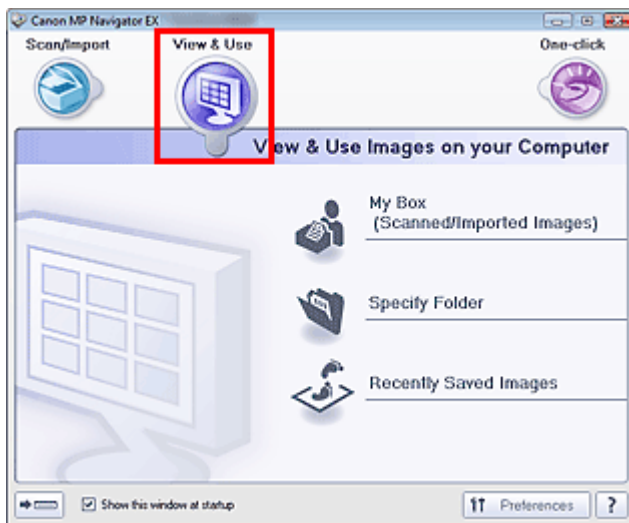 Canon MP Navigator EX
Scan/Import
View & Use
One-click
View & Use Images on your Computer
My Box
(Scanned/Imported Images)
Specify Folder
Recently Saved Images
Show this window at startup
Preferences
?